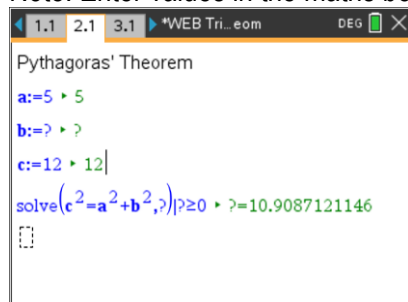 1.1 2.1 3.1 *WEB Tri...eom DEG
Pythagoras' Theorem
a:=5 ▸ 5
b:=? ▸ ?
c:=12 ▸ 12
solve(c²=a²+b²,?)|?≥0 ▸ ?=10.9087121146